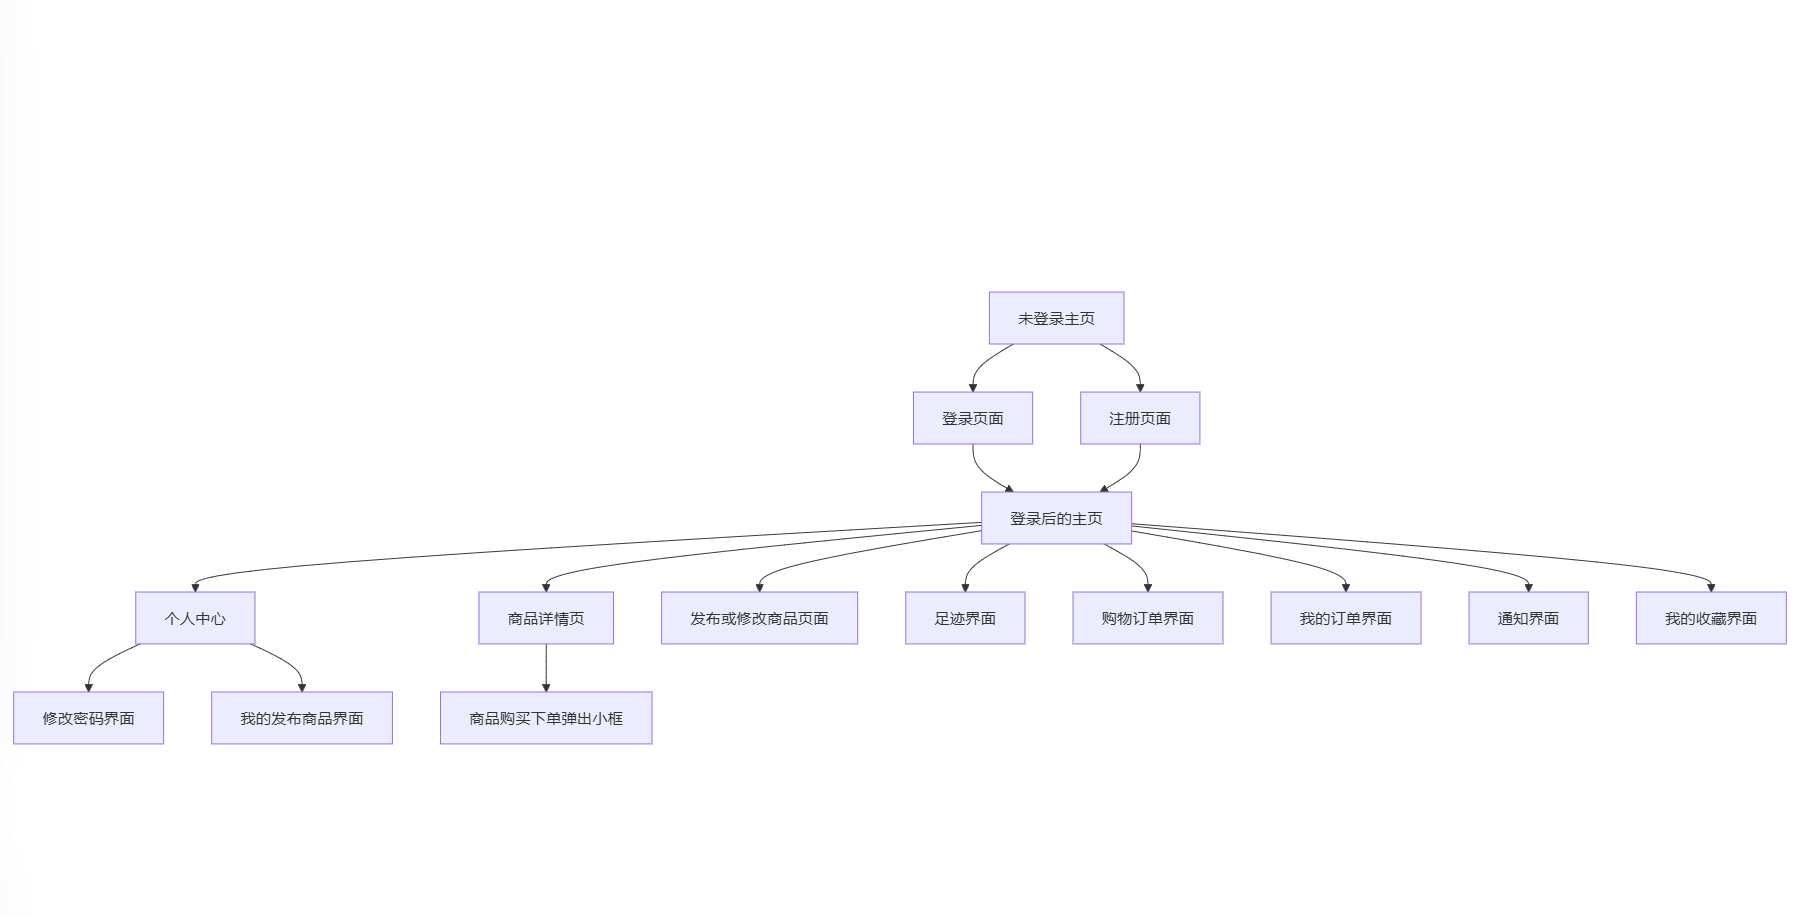 未登录主页
登录页面
注册页面
登录后的主页
个人中心
商品详情页
发布或修改商品页面
足迹界面
购物订单界面
我的订单界面
通知界面
我的收藏界面
修改密码界面
我的发布商品界面
商品购买下单弹出小框